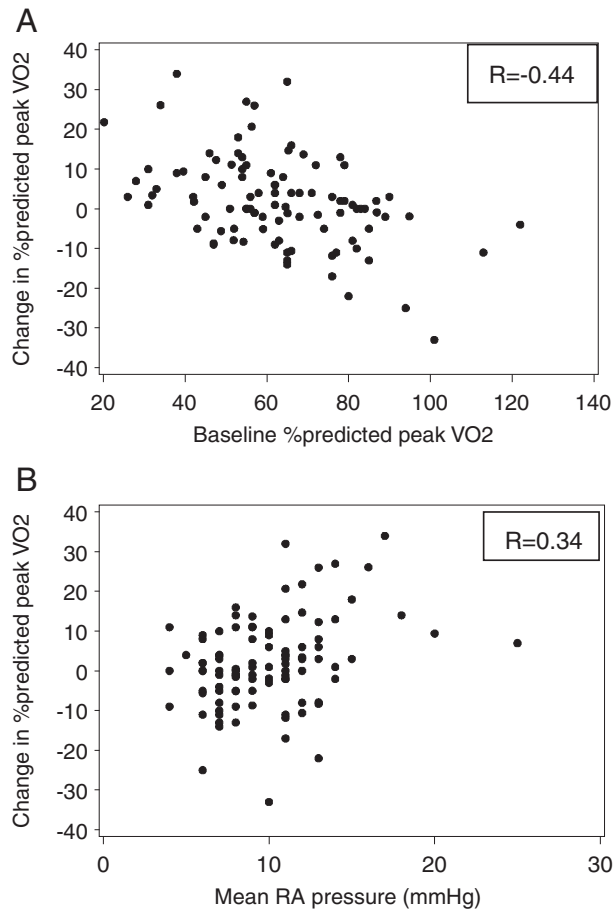 A
R=-0.44
Change in %predicted peak VO2
40
30
20
10
0
-10
-20
-30
-40
20 40 60 80 100 120 140
Baseline %predicted peak VO2
B
R=0.34
Change in %predicted peak VO2
40
30
20
10
0
-10
-20
-30
-40
0 10 20 30
Mean RA pressure (mmHg)